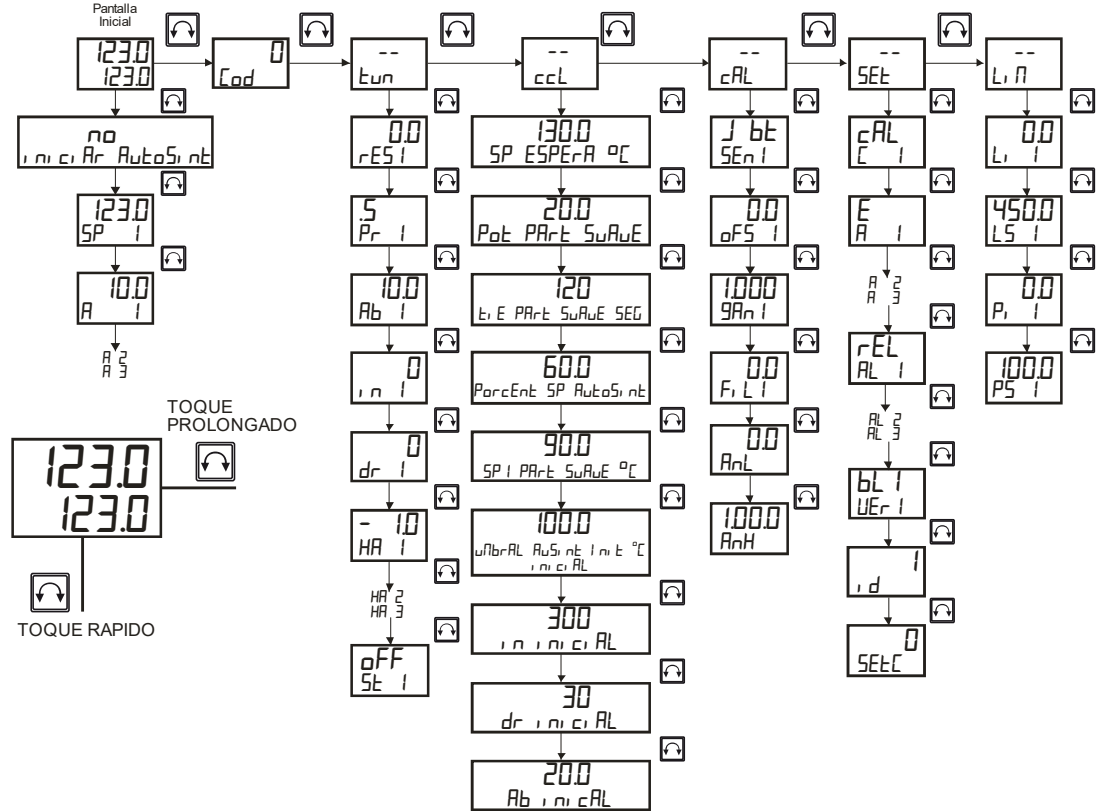 Pantalla
Inicial
123.0
123.0
no
iniciAr AutoSint
123.0
SP 1
10.0
A 1
A 2
A 3
0
Cod
--
tun
0.0
rES1
.5
Pr 1
10.0
Ab 1
0
in 1
0
dr 1
- 1.0
HA 1
HA 2
HA 3
oFF
St 1
--
ccL
130.0
SP ESPErA ºC
20.0
Pot PArt SuAuE
120
tiE PArt SuAuE SEG
60.0
PorcEnt SP AutoSint
90.0
SP1 PArt SuAuE ºC
100.0
uMbrAL AuSint Init ºC
iniciAL
300
in iniciAL
30
dr iniciAL
20.0
Ab inicAL
--
cAL
J bt
SEn1
0.0
oFS1
1.000
gAn1
0.0
FiL1
0.0
AnL
1.00.0
AnH
--
SEt
cAL
C 1
E
A 1
A 2
A 3
rEL
AL 1
AL 2
AL 3
bL1
UEr1
1
id
0
SEtC
--
LiM
0.0
Li 1
450.0
LS 1
0.0
Pi 1
100.0
PS 1
TOQUE
PROLONGADO
123.0
123.0
TOQUE RAPIDO